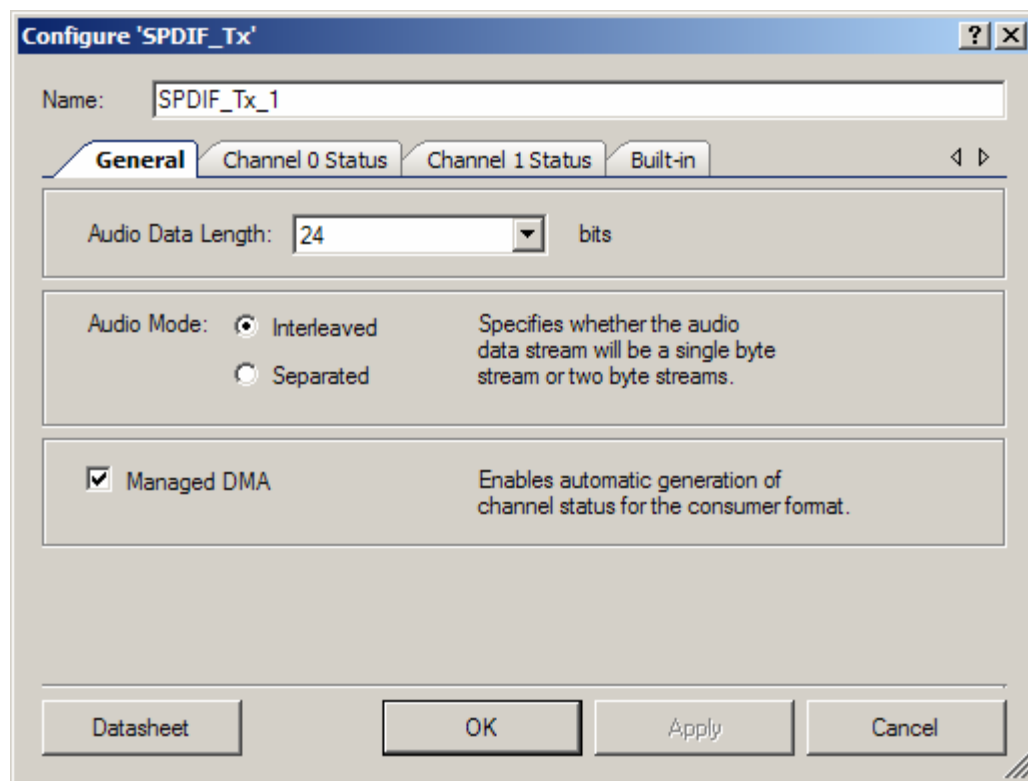 Configure 'SPDIF_Tx'
Name: SPDIF_Tx_1
General Channel 0 Status Channel 1 Status Built-in
Audio Data Length: 24 bits
Audio Mode: Interleaved Specifies whether the audio
data stream will be a single byte
Separated stream or two byte streams.
Managed DMA Enables automatic generation of
channel status for the consumer format.
Datasheet OK Apply Cancel